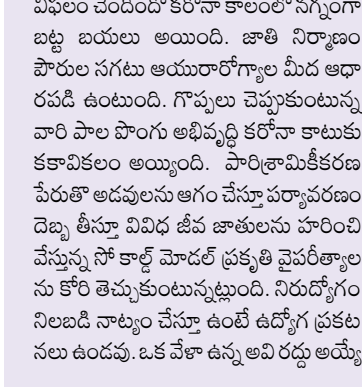 విఫలం చెందిందో కరోనా కాలంలో నగ్నంగా
బట్ట బయలు అయింది. జాతి నిర్మాణం
పౌరుల సగటు ఆయురారోగ్యాల మీద ఆధా
రపడి ఉంటుంది. గొప్పలు చెప్పుకుంటున్న
వారి పాల పొంగు అభివృద్ధి కరోనా కాటుకు
కకావికలం అయ్యింది. పారిశ్రామికీకరణ
పేరుతొ అడవులను ఆగం చేస్తూ పర్యావరణం
దెబ్బ తీస్తూ వివిధ జీవ జాతులను హరించి
వేస్తున్న సో కాల్డ్ మోడల్ ప్రకృతి వైపరీత్యాల
ను కోరి తెచ్చుకుంటున్నట్లుంది. నిరుద్యోగం
నిలబడి నాట్యం చేస్తూ ఉంటే ఉద్యోగ ప్రకట
నలు ఉండవు. ఒక వేళా ఉన్న అవి రద్దు అయ్యే